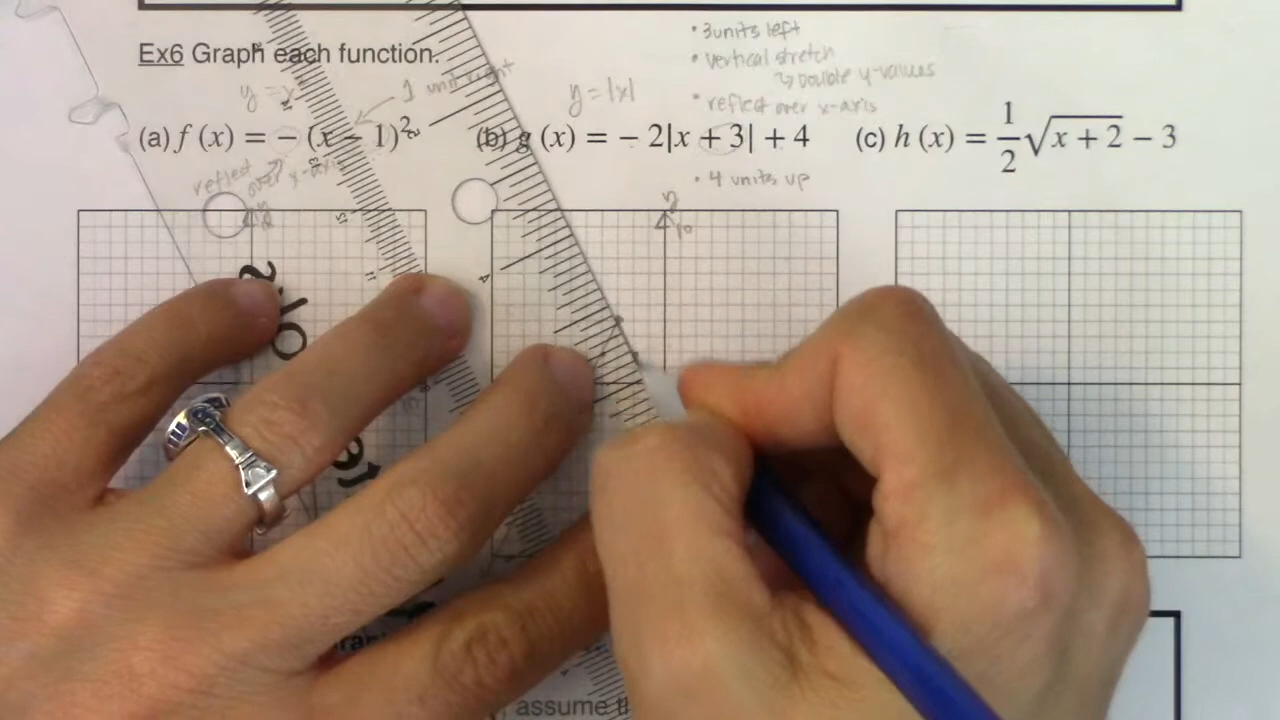 • 3 units left
Ex6 Graph each function.
• vertical stretch
↳ Double y-values
y = x²
1 unit right
y = |x|
• reflect over x-axis
(a) f (x) = − (x − 1)²
(b) g (x) = − 2|x + 3| + 4
(c) h (x) = 1/2 √(x + 2) − 3
reflect over x-axis
• 4 units up
10
assume